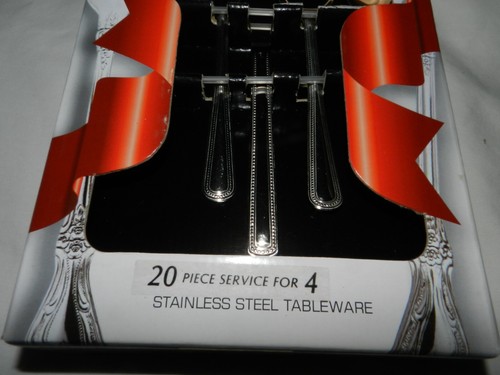 20 PIECE SERVICE FOR 4
STAINLESS STEEL TABLEWARE